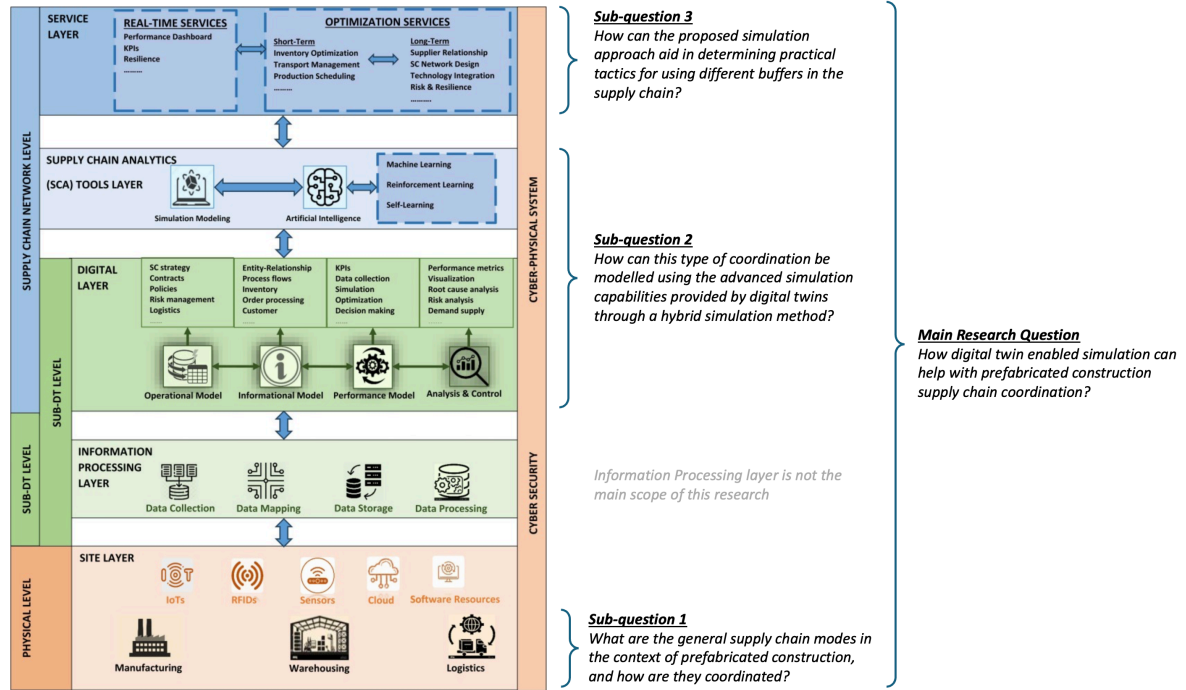 SERVICE
LAYER
REAL-TIME SERVICES
Performance Dashboard
KPIs
Resilience
.........
OPTIMIZATION SERVICES
Short-Term
Inventory Optimization
Transport Management
Production Scheduling
.........
Long-Term
Supplier Relationship
SC Network Design
Technology Integration
Risk & Resilience
..........
SUPPLY CHAIN NETWORK LEVEL
SUPPLY CHAIN ANALYTICS
(SCA) TOOLS LAYER
Simulation Modeling
Artificial Intelligence
Machine Learning
Reinforcement Learning
Self-Learning
CYBER-PHYSICAL SYSTEM
SUB-DT LEVEL
DIGITAL
LAYER
SC strategy
Contracts
Policies
Risk management
Logistics
......
Entity-Relationship
Process flows
Inventory
Order processing
Customer
......
KPIs
Data collection
Simulation
Optimization
Decision making
......
Performance metrics
Visualization
Root cause analysis
Risk analysis
Demand supply
......
Operational Model
Informational Model
Performance Model
Analysis & Control
SUB-DT LEVEL
INFORMATION
PROCESSING
LAYER
Data Collection
Data Mapping
Data Storage
Data Processing
CYBER SECURITY
PHYSICAL LEVEL
SITE LAYER
IoT
IoTs
RFIDs
Sensors
Cloud
Software Resources
Manufacturing
Warehousing
Logistics
Sub-question 3
How can the proposed simulation
approach aid in determining practical
tactics for using different buffers in the
supply chain?
Sub-question 2
How can this type of coordination be
modelled using the advanced simulation
capabilities provided by digital twins
through a hybrid simulation method?
Information Processing layer is not the
main scope of this research
Sub-question 1
What are the general supply chain modes in
the context of prefabricated construction,
and how are they coordinated?
Main Research Question
How digital twin enabled simulation can
help with prefabricated construction
supply chain coordination?